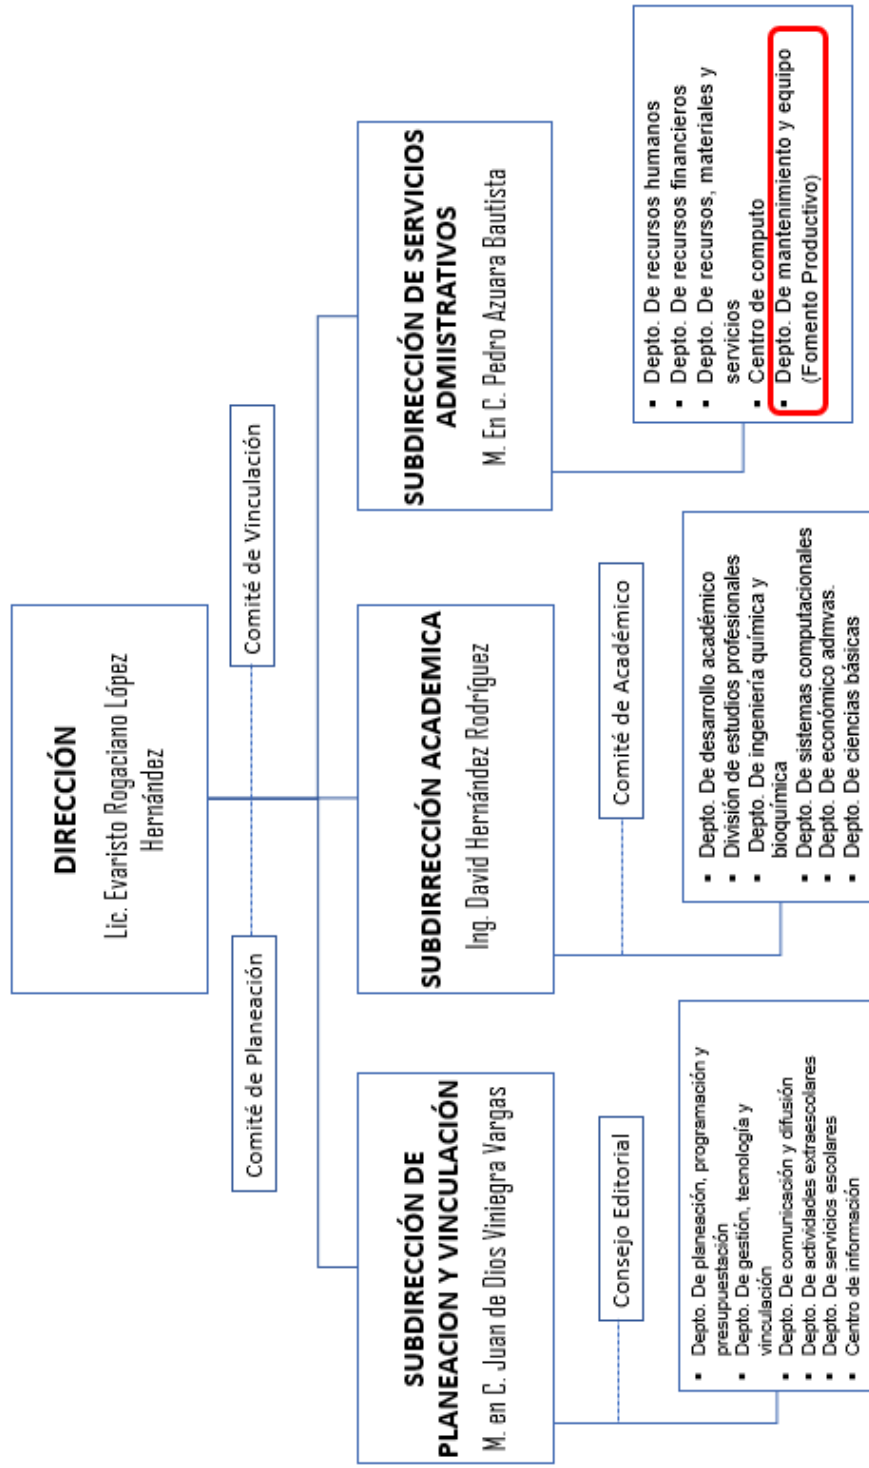 DIRECCIÓN
Lic. Evaristo Rogaciano López
Hernández
Comité de Planeación
Comité de Vinculación
SUBDIRECCIÓN DE
PLANEACION Y VINCULACIÓN
M. en C. Juan de Dios Viniegra Vargas
Consejo Editorial
▪ Depto. De planeación, programación y
presupuestación
▪ Depto. De gestión, tecnología y
vinculación
▪ Depto. De comunicación y difusión
▪ Depto. De actividades extraescolares
▪ Depto. De servicios escolares
▪ Centro de información
SUBDIRRECCIÓN ACADEMICA
Ing. David Hernández Rodríguez
Comité de Académico
▪ Depto. De desarrollo académico
▪ División de estudios profesionales
▪ Depto. De ingeniería química y
bioquímica
▪ Depto. De sistemas computacionales
▪ Depto. De económico admvas.
▪ Depto. De ciencias básicas
SUBDIRECCIÓN DE SERVICIOS
ADMIISTRATIVOS
M. En C. Pedro Azuara Bautista
▪ Depto. De recursos humanos
▪ Depto. De recursos financieros
▪ Depto. De recursos, materiales y
servicios
▪ Centro de computo
▪ Depto. De mantenimiento y equipo
(Fomento Productivo)